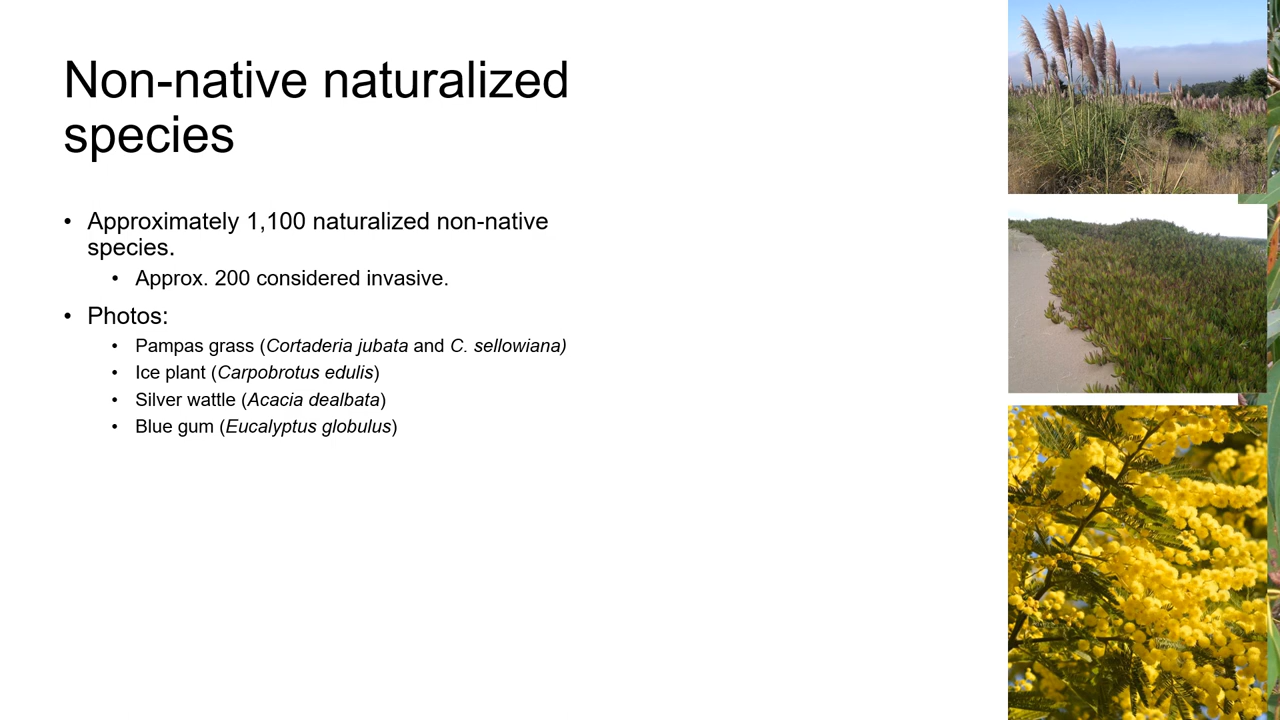 Non-native naturalized
species
• Approximately 1,100 naturalized non-native
species.
• Approx. 200 considered invasive.
• Photos:
• Pampas grass (Cortaderia jubata and C. sellowiana)
• Ice plant (Carpobrotus edulis)
• Silver wattle (Acacia dealbata)
• Blue gum (Eucalyptus globulus)